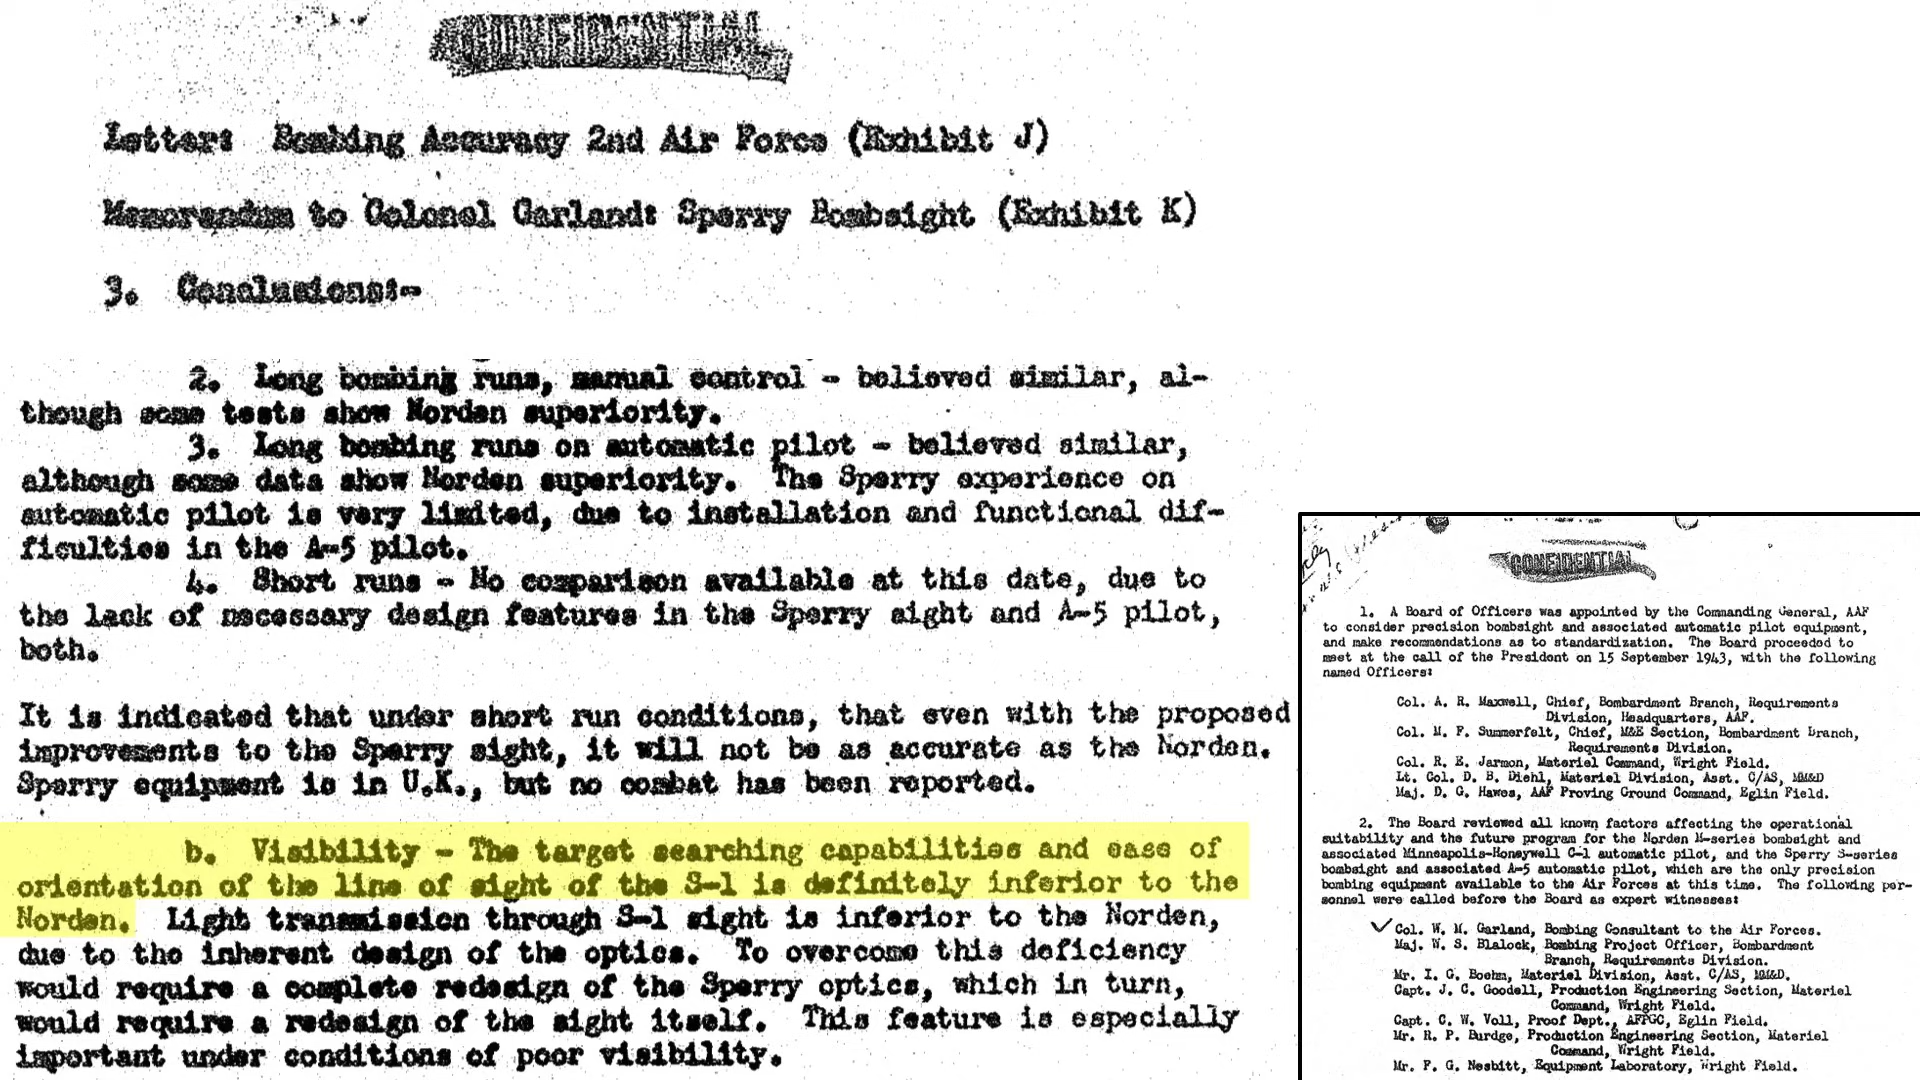 CONFIDENTIAL
Letter: Bombing Accuracy 2nd Air Force (Exhibit J)
Memorandum to Colonel Garland: Sperry Bombsight (Exhibit K)
3. Conclusions:-
2. Long bombing runs, manual control - believed similar, al-
though some tests show Norden superiority.
3. Long bombing runs on automatic pilot - believed similar,
although some data show Norden superiority. The Sperry experience on
automatic pilot is very limited, due to installation and functional dif-
ficulties in the A-5 pilot.
4. Short runs - No comparison available at this date, due to
the lack of necessary design features in the Sperry sight and A-5 pilot,
both.
It is indicated that under short run conditions, that even with the proposed
improvements to the Sperry sight, it will not be as accurate as the Norden.
Sperry equipment is in U.K., but no combat has been reported.
b. Visibility - The target searching capabilities and ease of
orientation of the line of sight of the S-1 is definitely inferior to the
Norden. Light transmission through S-1 sight is inferior to the Norden,
due to the inherent design of the optics. To overcome this deficiency
would require a complete redesign of the Sperry optics, which in turn,
would require a redesign of the sight itself. This feature is especially
important under conditions of poor visibility.
CONFIDENTIAL
1. A Board of Officers was appointed by the Commanding General, AAF
to consider precision bombsight and associated automatic pilot equipment,
and make recommendations as to standardization. The Board proceeded to
meet at the call of the President on 15 September 1943, with the following
named Officers:
Col. A. R. Maxwell, Chief, Bombardment Branch, Requirements
Division, Headquarters, AAF.
Col. M. F. Summerfelt, Chief, M&E Section, Bombardment Branch,
Requirements Division.
Col. R. E. Jarmon, Materiel Command, Wright Field.
Lt. Col. D. B. Diehl, Materiel Division, Asst. C/AS, MM&D
Maj. D. G. Hawes, AAF Proving Ground Command, Eglin Field.
2. The Board reviewed all known factors affecting the operational
suitability and the future program for the Norden M-series bombsight and
associated Minneapolis-Honeywell C-1 automatic pilot, and the Sperry S-series
bombsight and associated A-5 automatic pilot, which are the only precision
bombing equipment available to the Air Forces at this time. The following per-
sonnel were called before the Board as expert witnesses:
Col. W. M. Garland, Bombing Consultant to the Air Forces.
Maj. W. S. Blalock, Bombing Project Officer, Bombardment
Branch, Requirements Division.
Mr. I. G. Boehm, Materiel Division, Asst. C/AS, MM&D.
Capt. J. C. Goodell, Production Engineering Section, Materiel
Command, Wright Field.
Capt. C. W. Voll, Proof Dept., AFPGC, Eglin Field.
Mr. R. P. Burdge, Production Engineering Section, Materiel
Command, Wright Field.
Mr. F. G. Nesbitt, Equipment Laboratory, Wright Field.